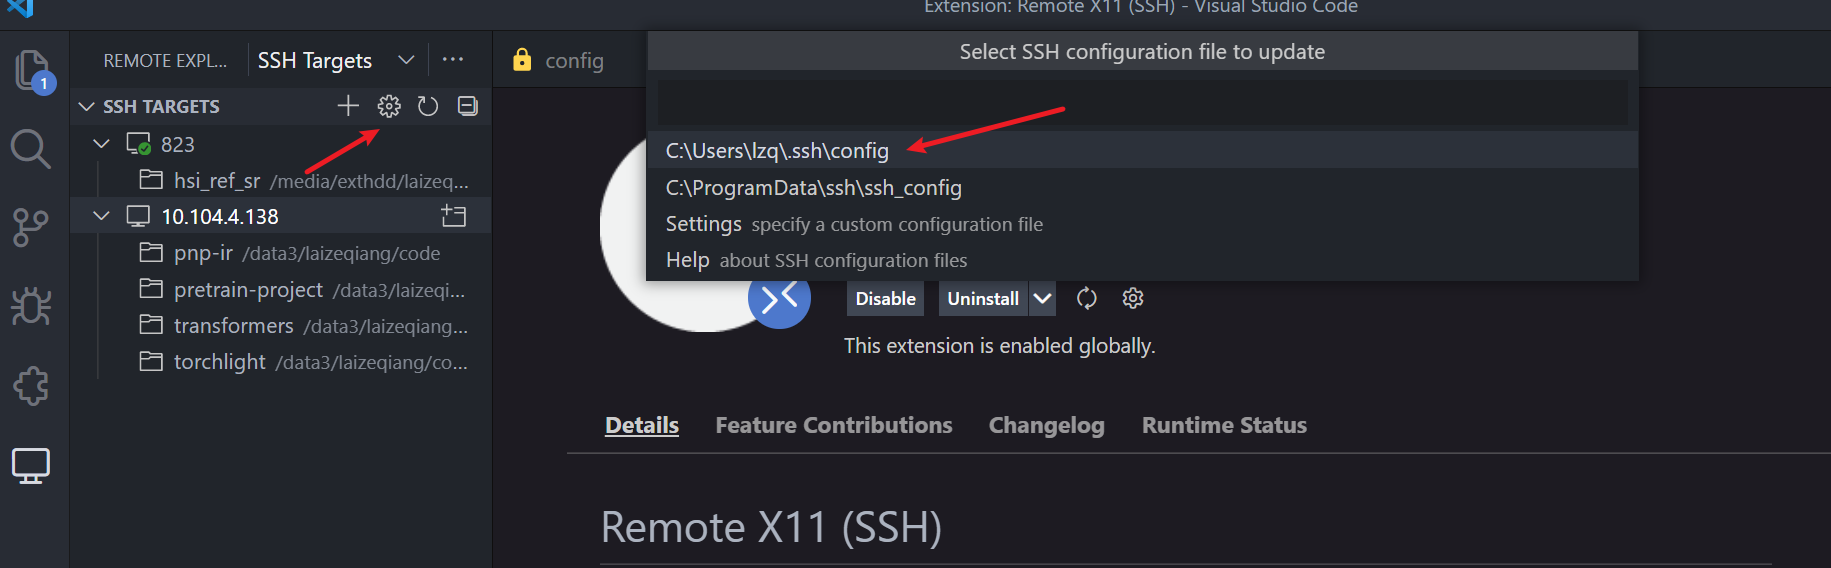 Extension: Remote X11 (SSH) - Visual Studio Code
1
REMOTE EXPL...
SSH Targets
SSH TARGETS
823
hsi_ref_sr /media/exthdd/laizeq...
10.104.4.138
pnp-ir /data3/laizeqiang/code
pretrain-project /data3/laizeqi...
transformers /data3/laizeqiang...
torchlight /data3/laizeqiang/co...
config
Select SSH configuration file to update
C:\Users\lzq\.ssh\config
C:\ProgramData\ssh\ssh_config
Settings specify a custom configuration file
Help about SSH configuration files
Disable Uninstall
This extension is enabled globally.
Details Feature Contributions Changelog Runtime Status
Remote X11 (SSH)